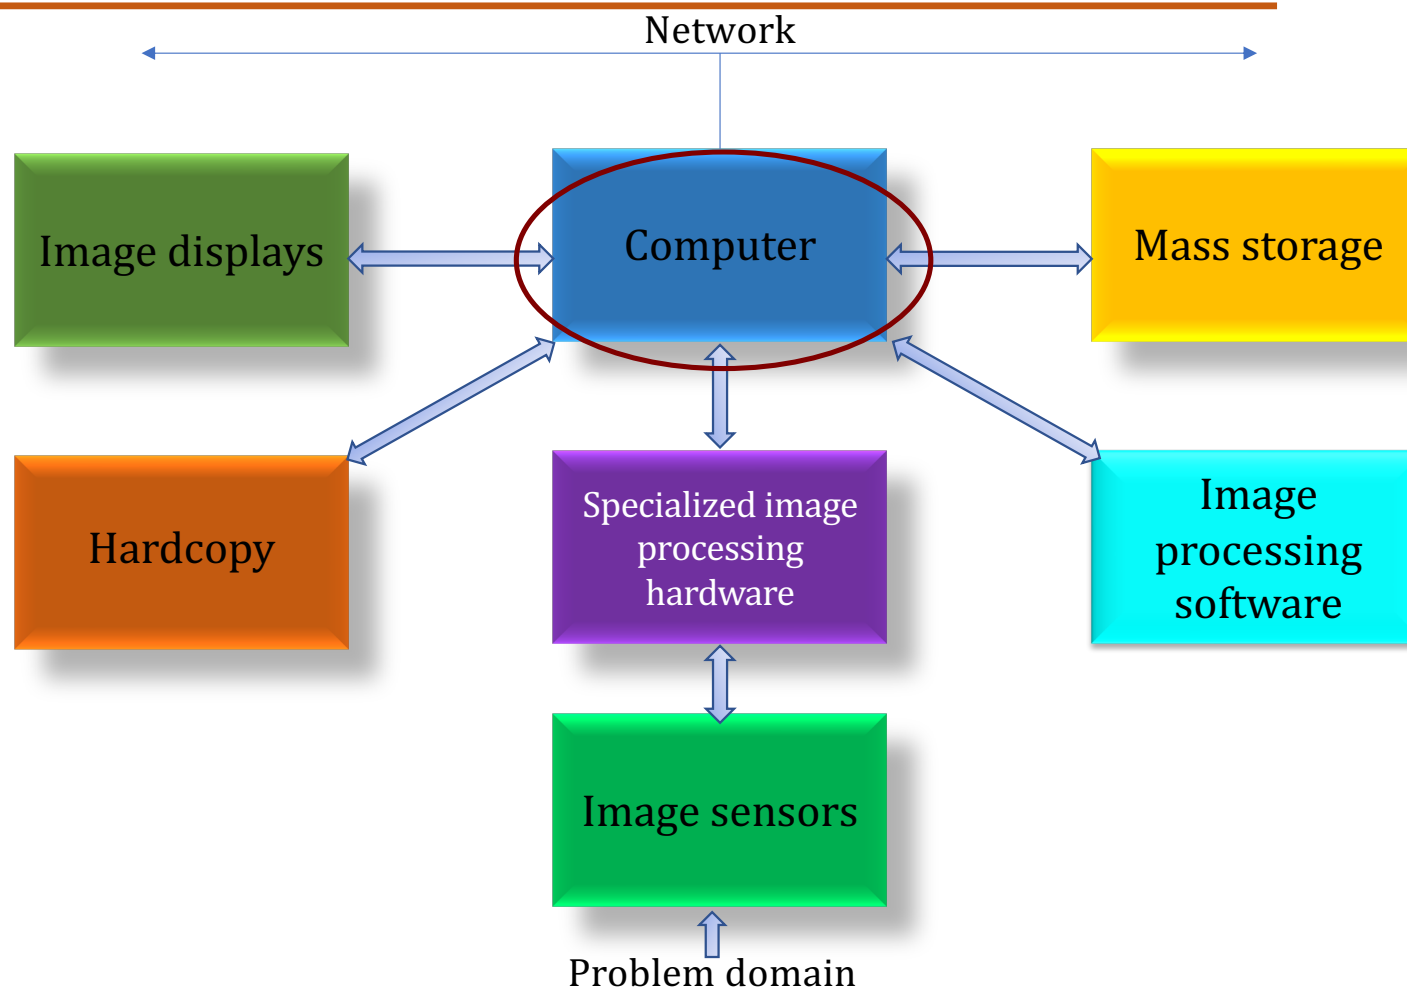 Network
Image displays
Computer
Mass storage
Hardcopy
Specialized image
processing
hardware
Image
processing
software
Image sensors
Problem domain